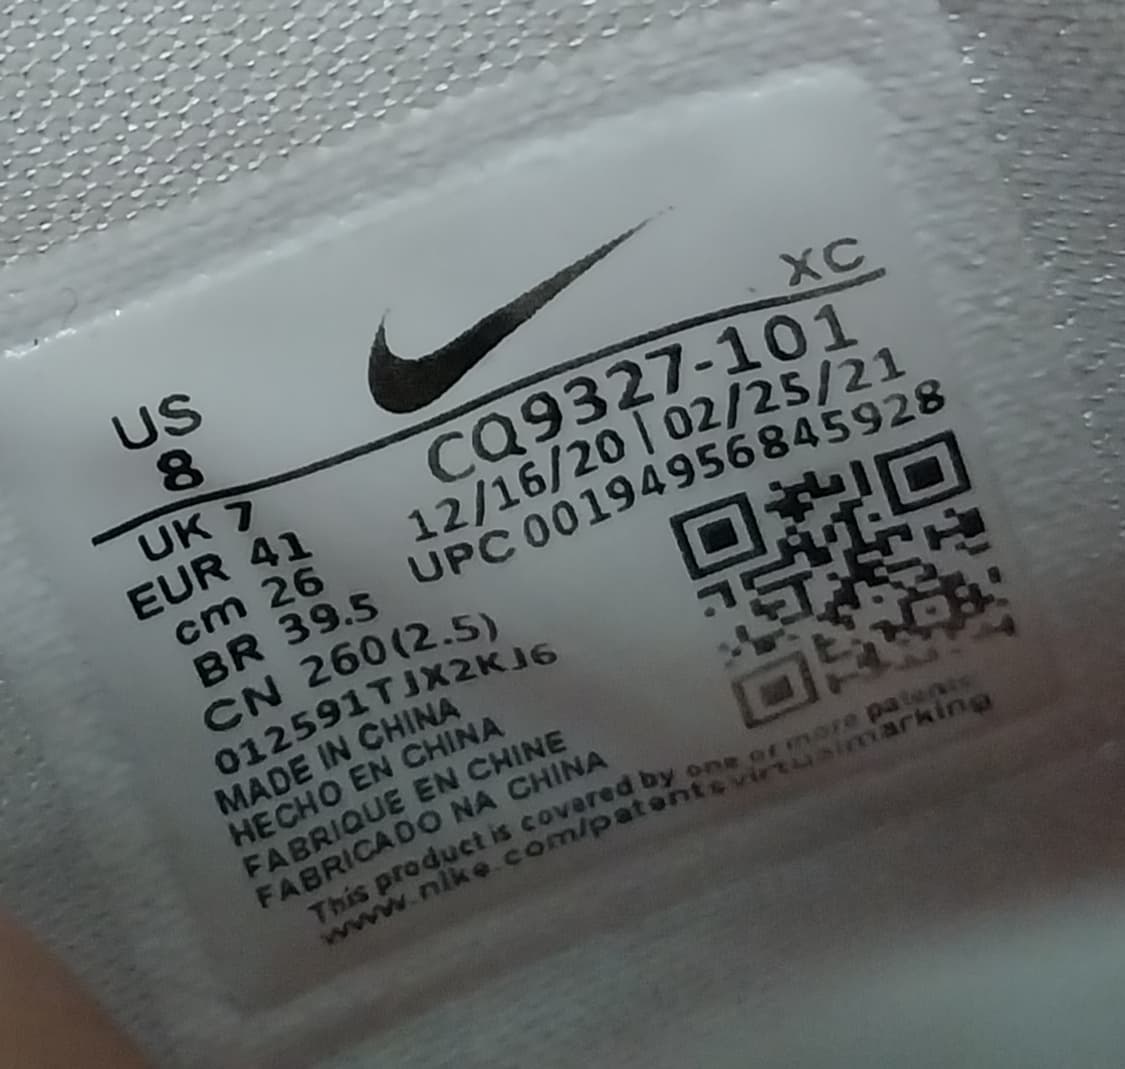 XC
US
8
CQ9327-101
12/16/20 | 02/25/21
UPC 00194956845928
UK 7
EUR 41
cm 26
BR 39.5
CN 260(2.5)
012591TJX2KJ6
MADE IN CHINA
HECHO EN CHINA
FABRIQUE EN CHINE
FABRICADO NA CHINA
This product is covered by one or more patents
www.nike.com/patentsvirtualmarking